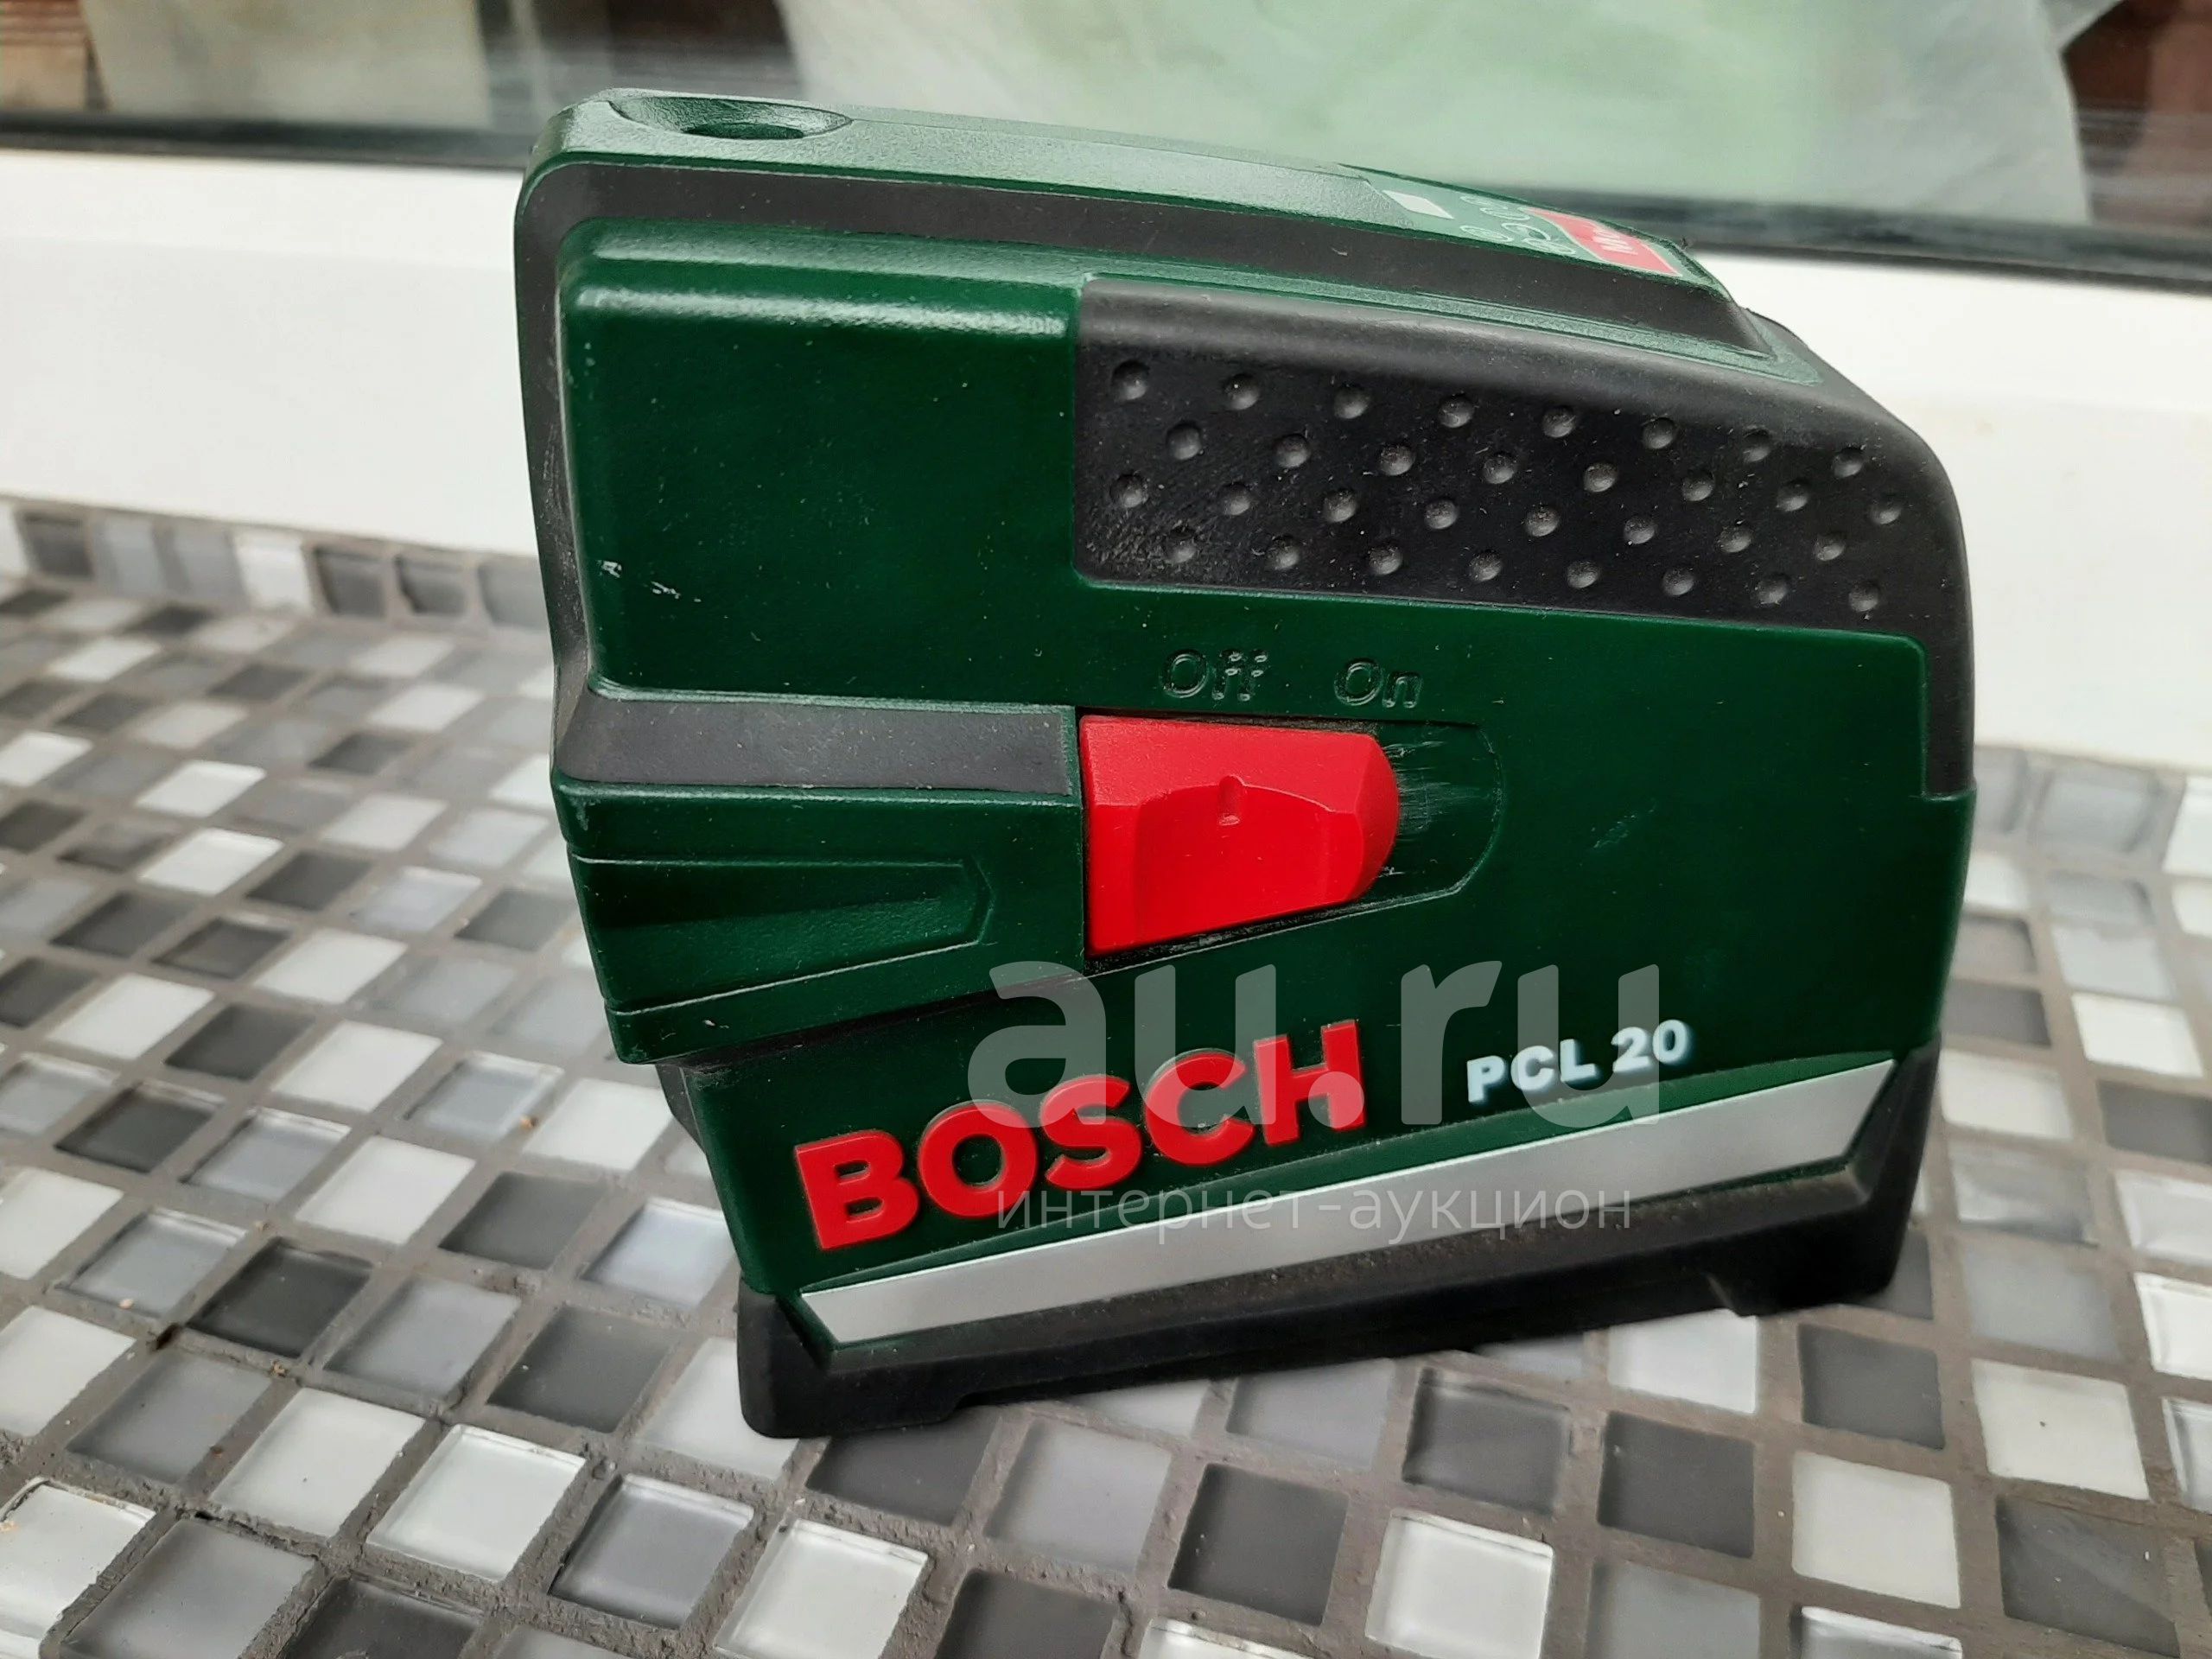 Off On
au.ru
BOSCH PCL 20
интернет-аукцион